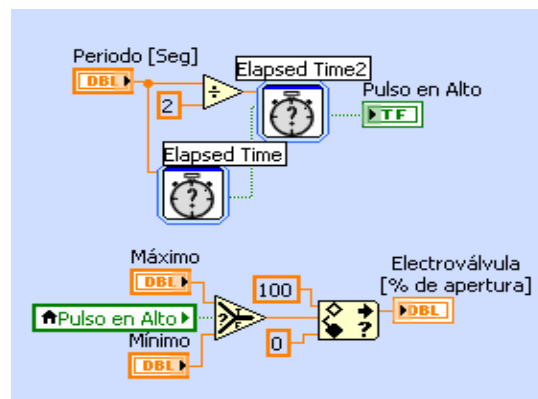 Periodo [Seg]
DBL
2
÷
Elapsed Time2
?
Pulso en Alto
TF
Elapsed Time
?
Máximo
DBL
Pulso en Alto
Mínimo
DBL
?
100
0
?
Electroválvula
[% de apertura]
DBL